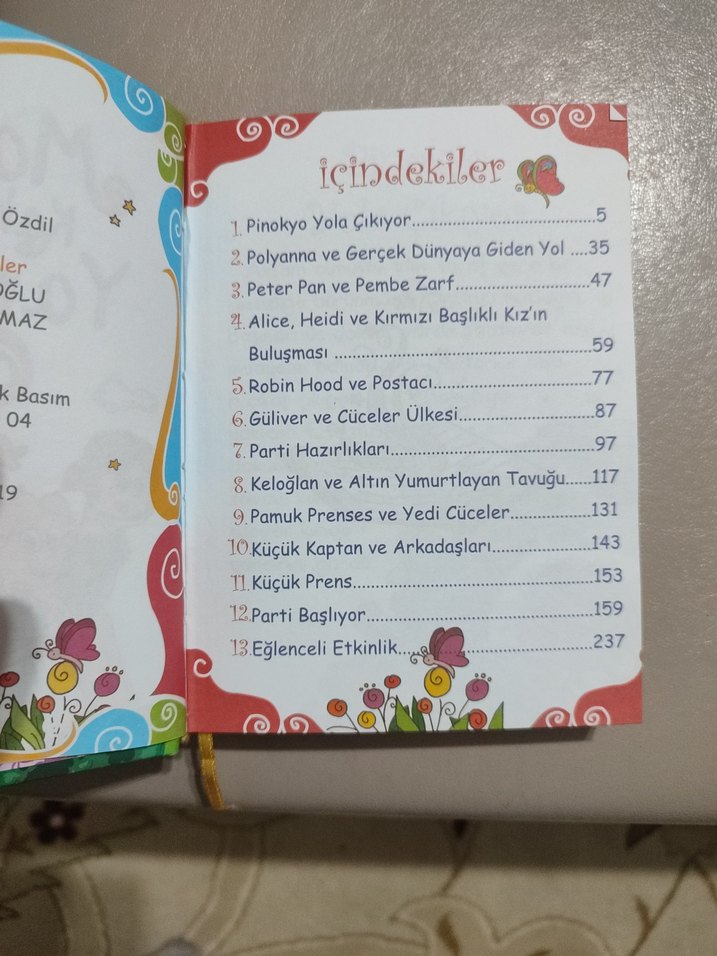 Özdil
ler
OĞLU
MAZ
k Basım
04
19
içindekiler
1. Pinokyo Yola Çıkıyor..........................................5
2. Polyanna ve Gerçek Dünyaya Giden Yol ....35
3. Peter Pan ve Pembe Zarf...............................47
4. Alice, Heidi ve Kırmızı Başlıklı Kız'ın
Buluşması ............................................................59
5. Robin Hood ve Postacı.....................................77
6. Güliver ve Cüceler Ülkesi...............................87
7. Parti Hazırlıkları...............................................97
8. Keloğlan ve Altın Yumurtlayan Tavuğu......117
9. Pamuk Prenses ve Yedi Cüceler.................131
10. Küçük Kaptan ve Arkadaşları.......................143
11. Küçük Prens.......................................................153
12. Parti Başlıyor....................................................159
13. Eğlenceli Etkinlik.............................................237